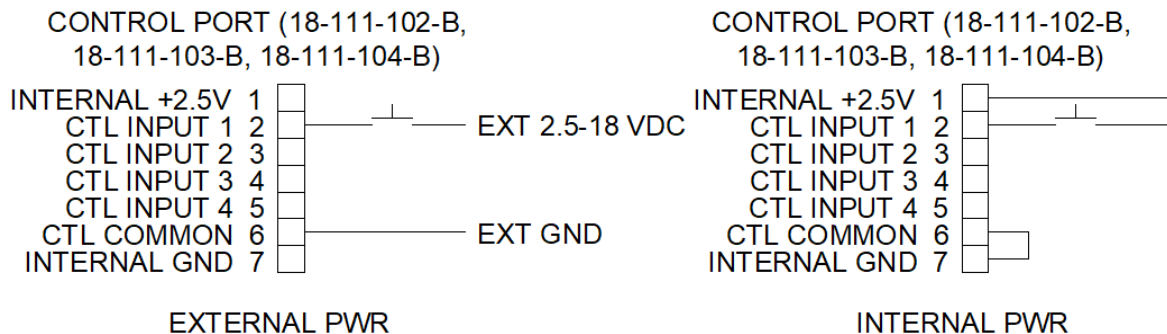 CONTROL PORT (18-111-102-B,
18-111-103-B, 18-111-104-B)
INTERNAL +2.5V 1
CTL INPUT 1 2 EXT 2.5-18 VDC
CTL INPUT 2 3
CTL INPUT 3 4
CTL INPUT 4 5
CTL COMMON 6 EXT GND
INTERNAL GND 7
EXTERNAL PWR
CONTROL PORT (18-111-102-B,
18-111-103-B, 18-111-104-B)
INTERNAL +2.5V 1
CTL INPUT 1 2
CTL INPUT 2 3
CTL INPUT 3 4
CTL INPUT 4 5
CTL COMMON 6
INTERNAL GND 7
INTERNAL PWR